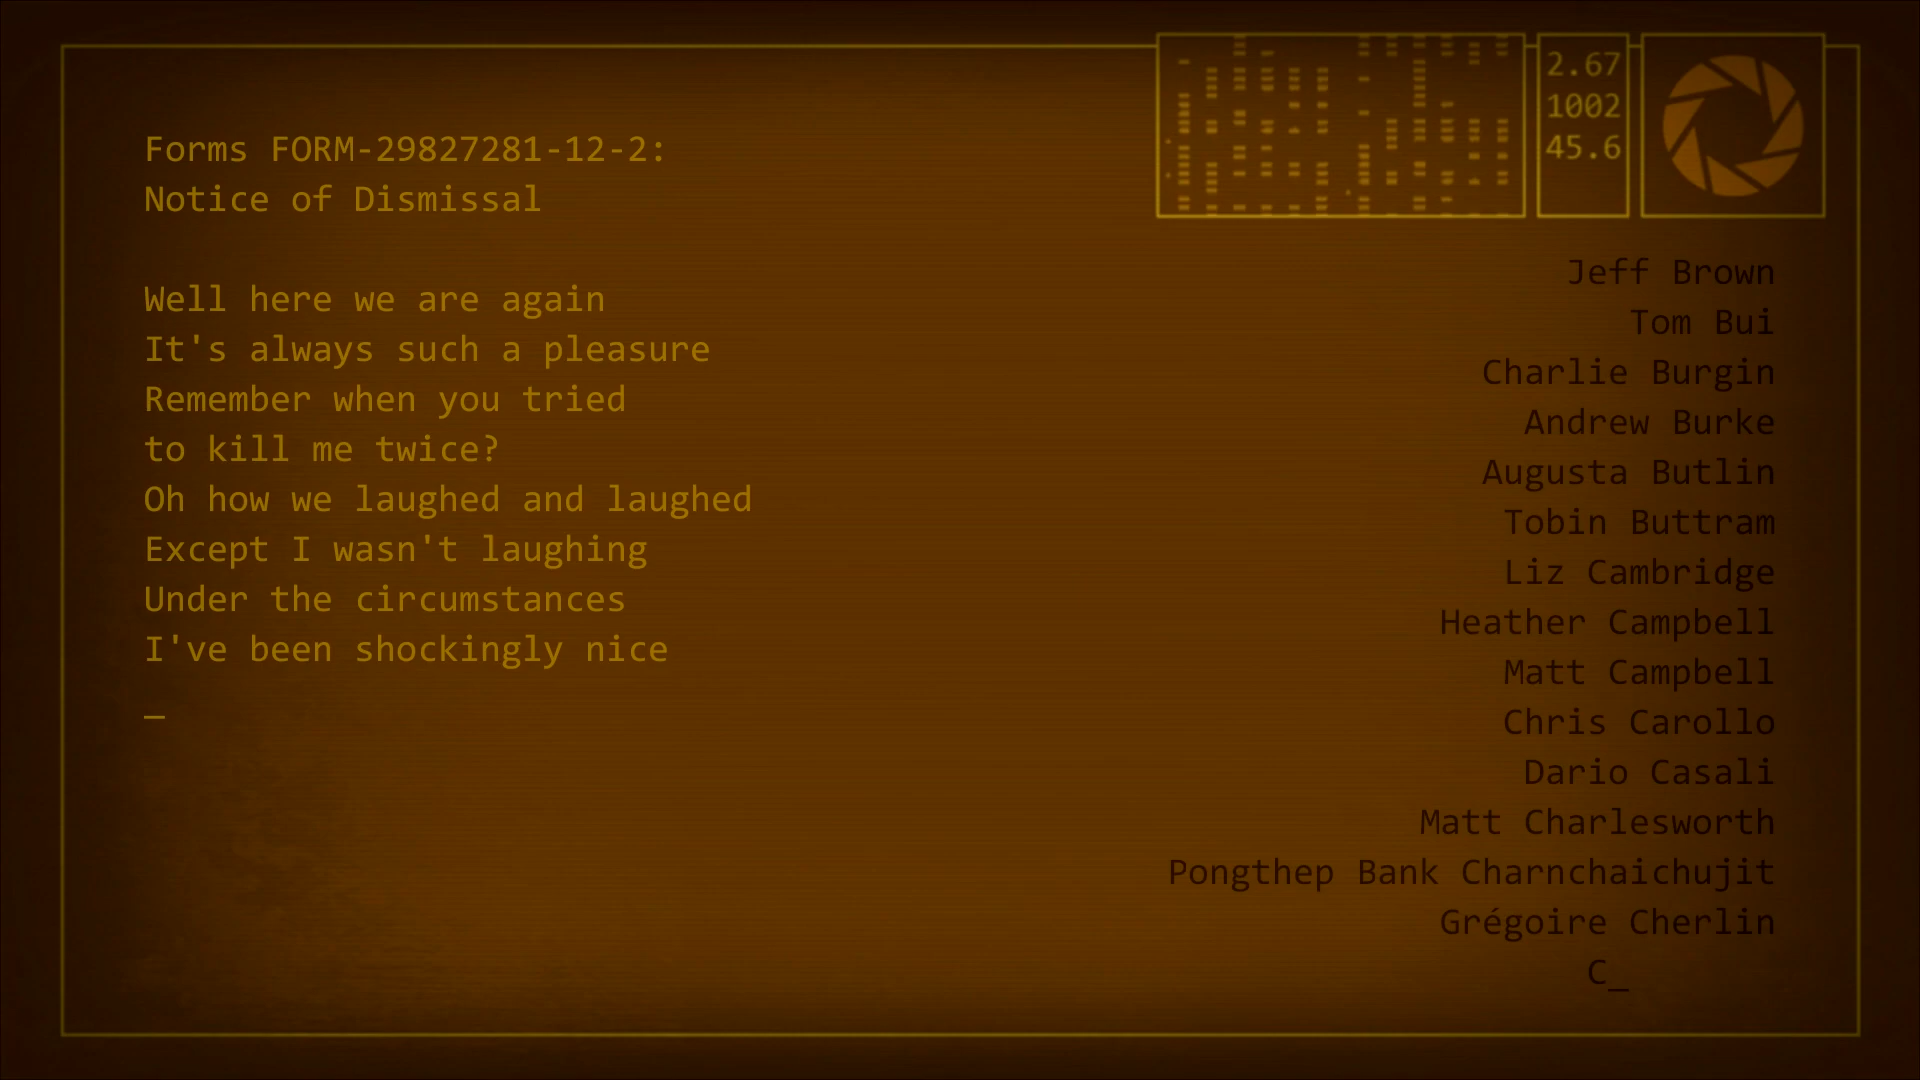 Forms FORM-29827281-12-2:
Notice of Dismissal
Well here we are again
It's always such a pleasure
Remember when you tried
to kill me twice?
Oh how we laughed and laughed
Except I wasn't laughing
Under the circumstances
I've been shockingly nice
_
2.67
1002
45.6
Jeff Brown
Tom Bui
Charlie Burgin
Andrew Burke
Augusta Butlin
Tobin Buttram
Liz Cambridge
Heather Campbell
Matt Campbell
Chris Carollo
Dario Casali
Matt Charlesworth
Pongthep Bank Charnchaichujit
Grégoire Cherlin
C_